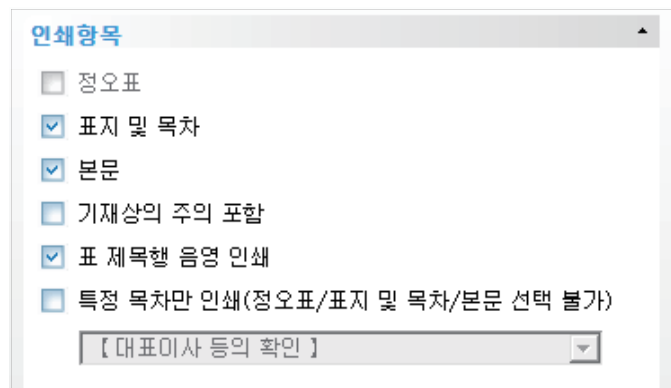 인쇄항목
정오표
표지 및 목차
본문
기재상의 주의 포함
표 제목행 음영 인쇄
특정 목차만 인쇄(정오표/표지 및 목차/본문 선택 불가)
【 대표이사 등의 확인 】